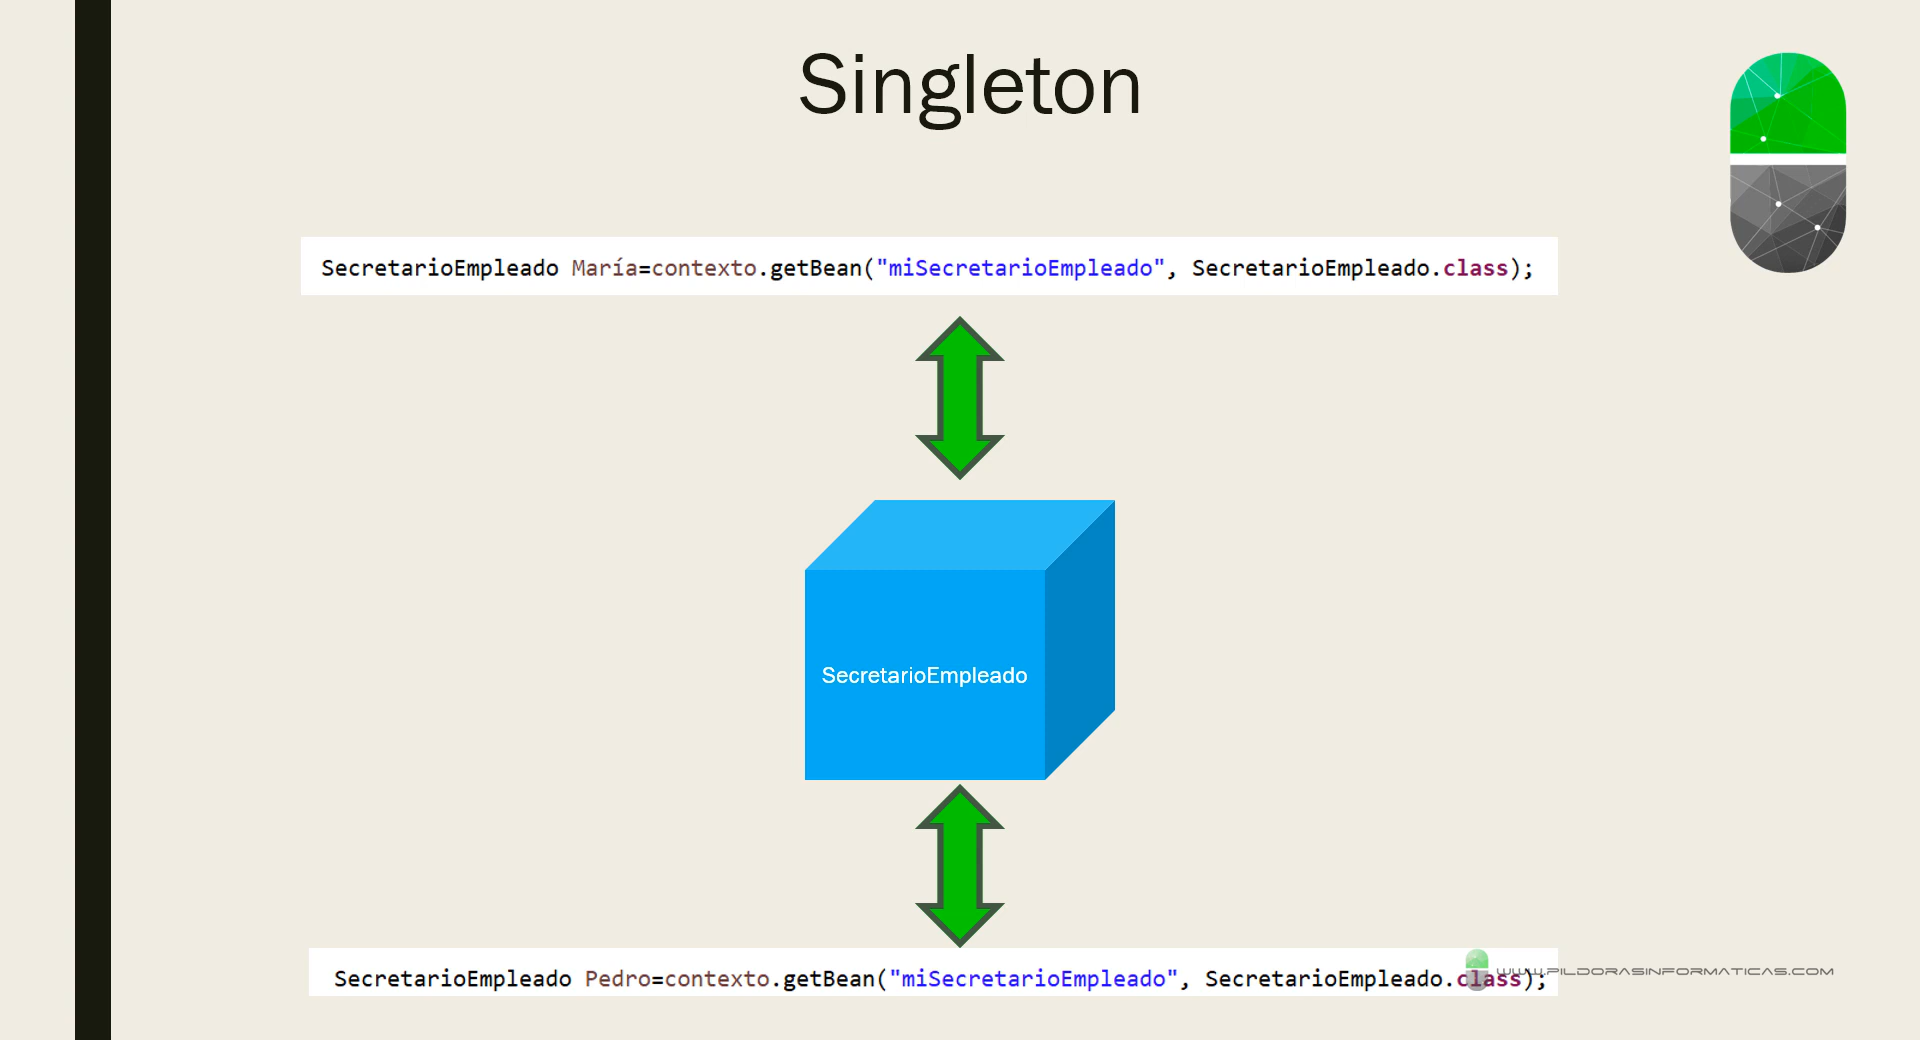 Singleton
SecretarioEmpleado María=contexto.getBean("miSecretarioEmpleado", SecretarioEmpleado.class);
SecretarioEmpleado
SecretarioEmpleado Pedro=contexto.getBean("miSecretarioEmpleado", SecretarioEmpleado.class);
WWW.PILDORASINFORMATICAS.COM